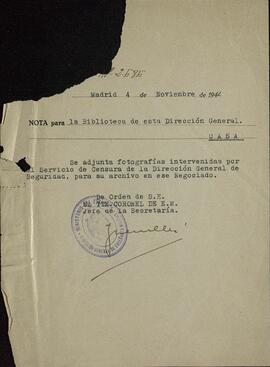 Madrid 4 de Noviembre de 194
NOTA para la Biblioteca de esta Dirección General.
Se adjunta fotografías intervenidas por
el Servicio de Censura de la Dirección General de
Seguridad, para su archivo en ese Negociado.
De Orden de S.E.
EL TTE.CORONEL DE E.M.
Jefe de la Secretaría.